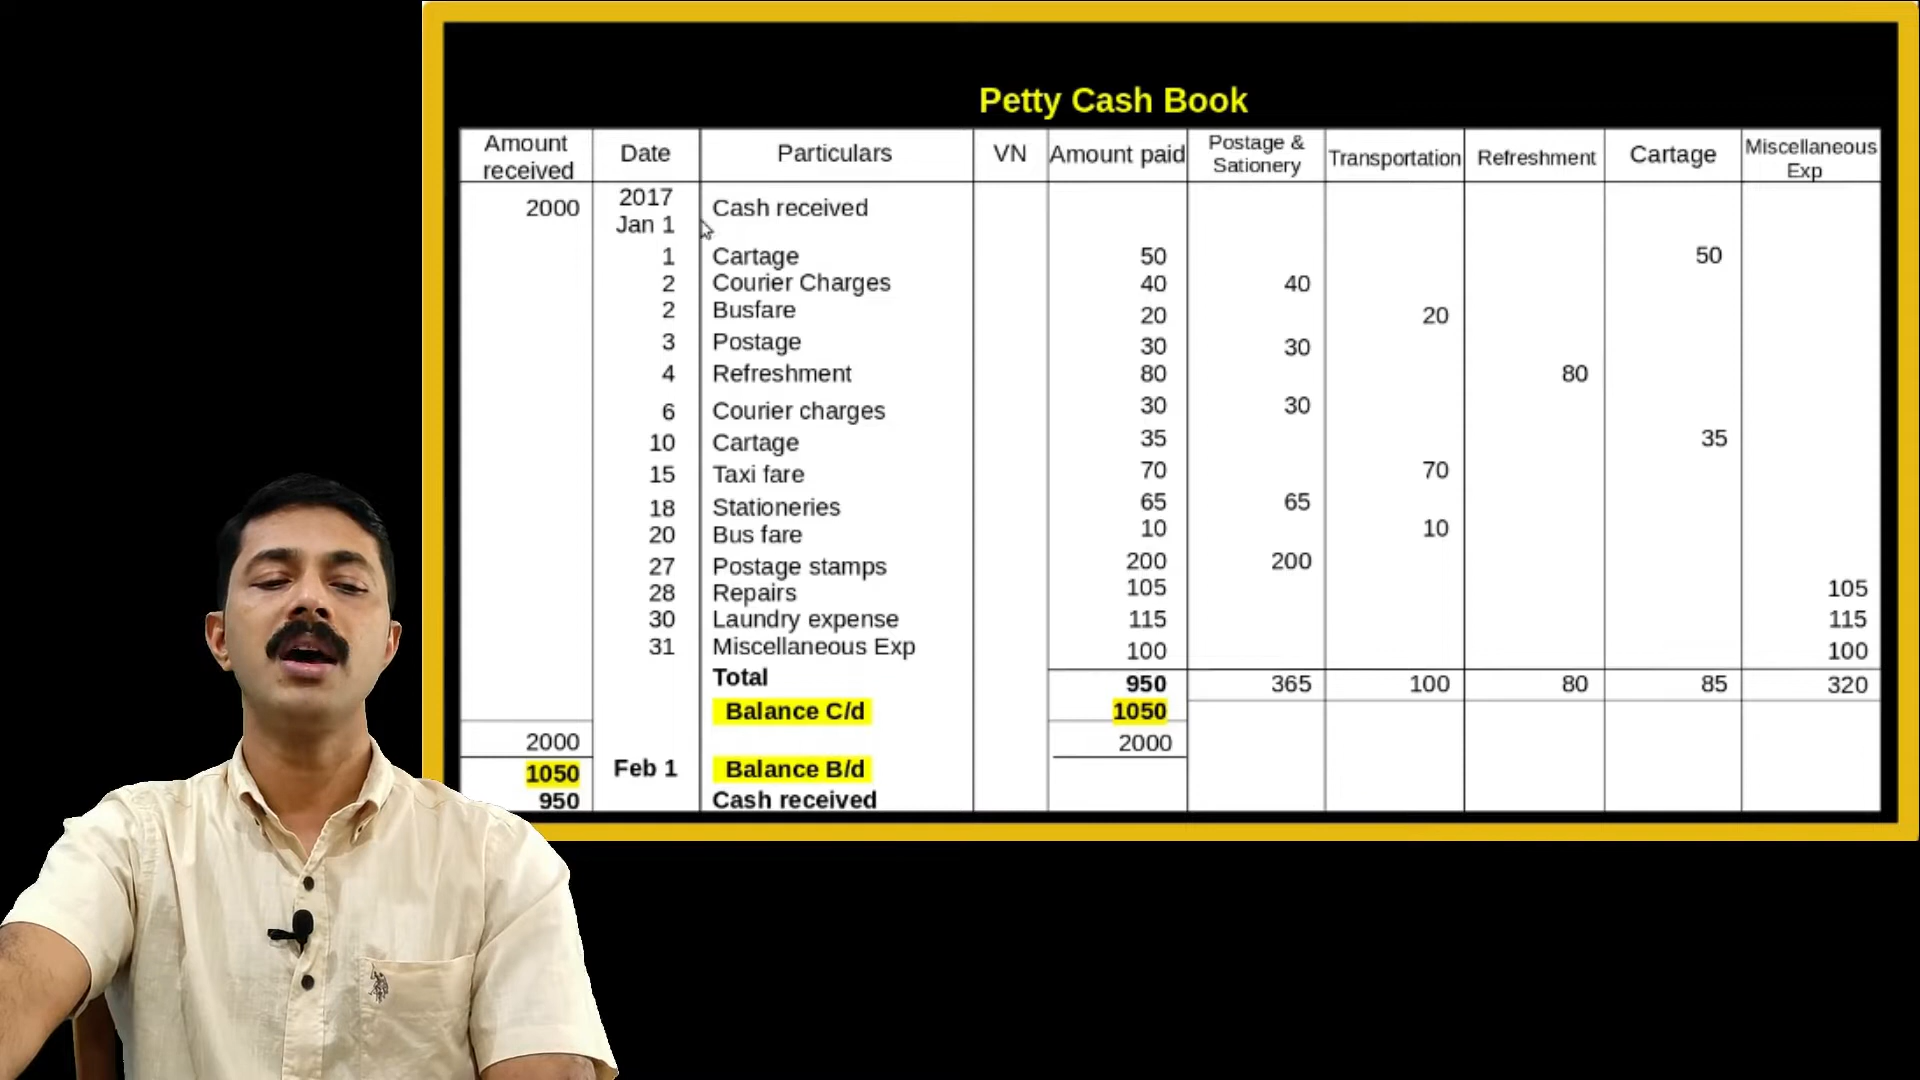 Petty Cash Book
Amount received Date Particulars VN Amount paid Postage & Sationery Transportation Refreshment Cartage Miscellaneous Exp
2000 2017 Jan 1 Cash received
1 Cartage 50 50
2 Courier Charges 40 40
2 Busfare 20 20
3 Postage 30 30
4 Refreshment 80 80
6 Courier charges 30 30
10 Cartage 35 35
15 Taxi fare 70 70
18 Stationeries 65 65
20 Bus fare 10 10
27 Postage stamps 200 200
28 Repairs 105 105
30 Laundry expense 115 115
31 Miscellaneous Exp 100 100
Total 950 365 100 80 85 320
Balance C/d 1050
2000 2000
1050 Feb 1 Balance B/d
950 Cash received